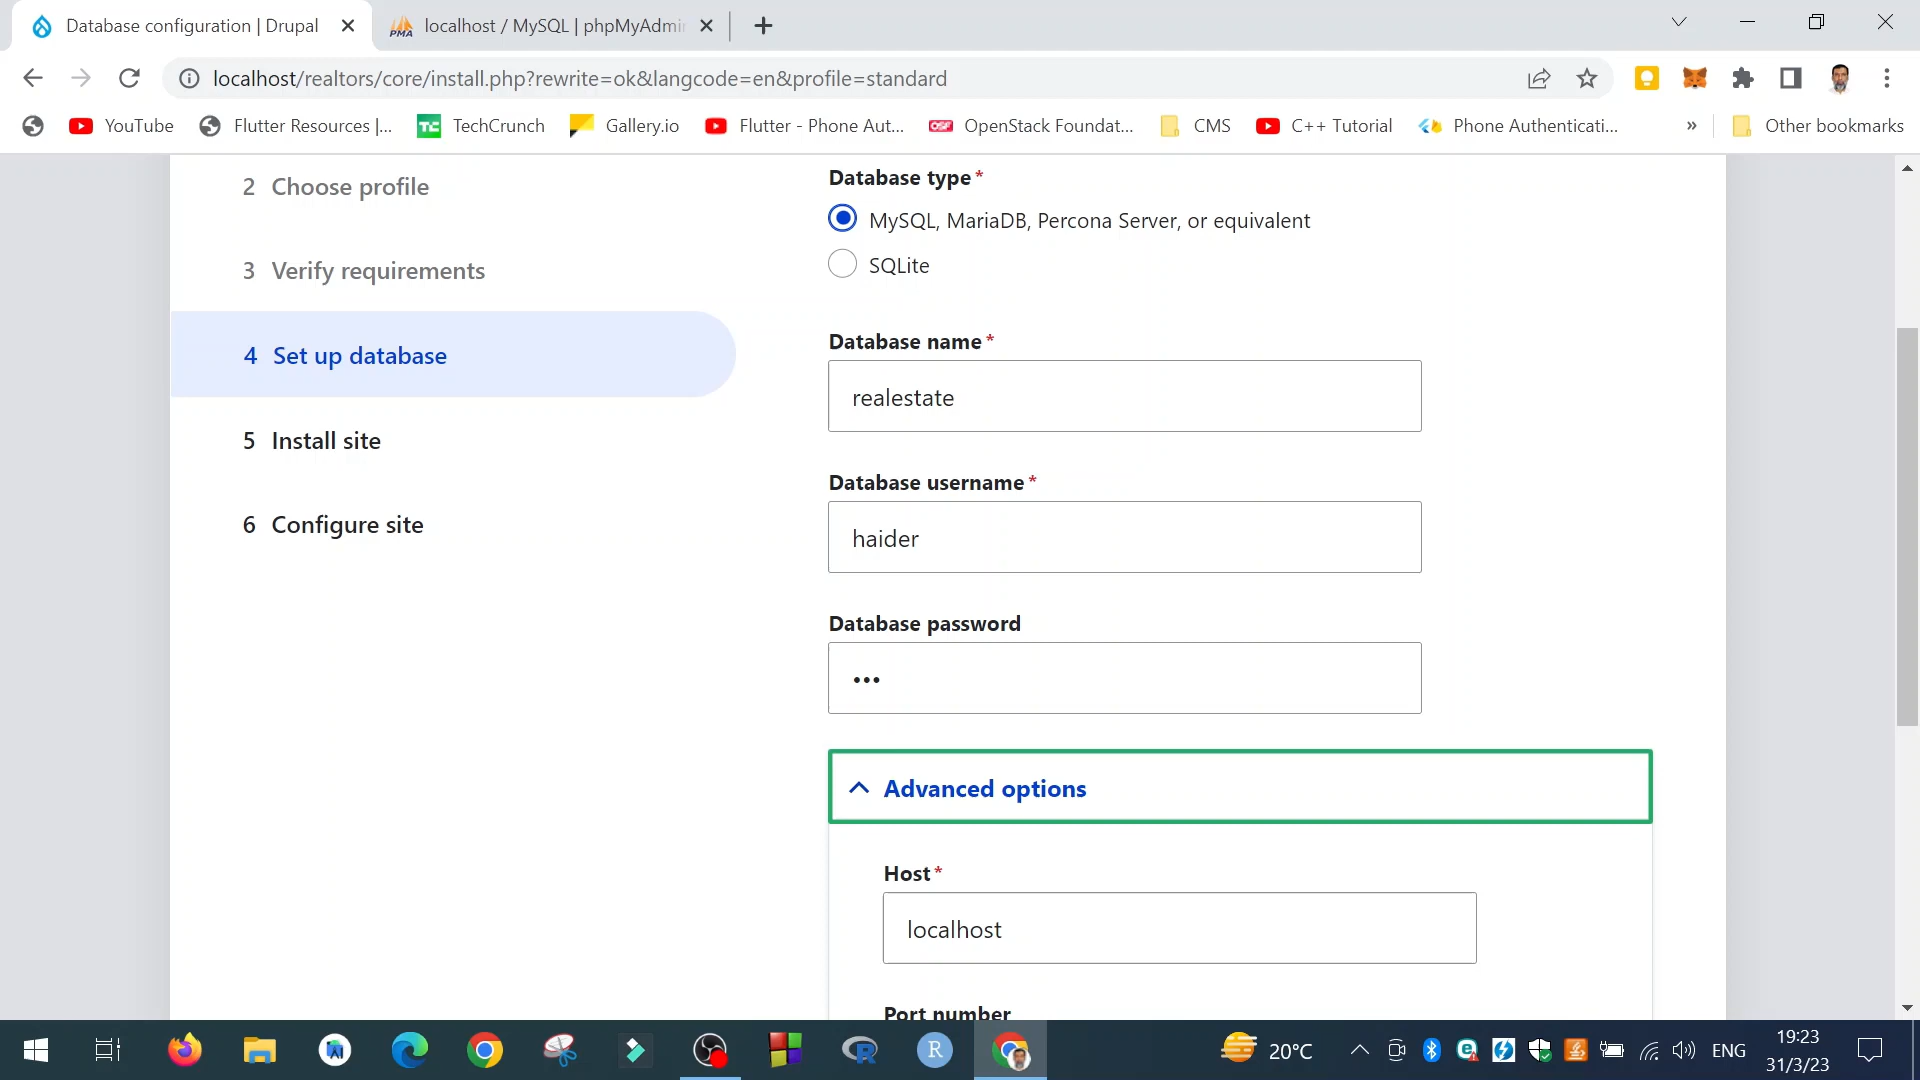 Database configuration | Drupal
localhost / MySQL | phpMyAdmi
localhost/realtors/core/install.php?rewrite=ok&langcode=en&profile=standard
YouTube
Flutter Resources |...
TC
TechCrunch
Gallery.io
Flutter - Phone Aut...
OpenStack Foundat...
CMS
C++ Tutorial
Phone Authenticati...
»
Other bookmarks
2 Choose profile
3 Verify requirements
4 Set up database
5 Install site
6 Configure site
Database type*
MySQL, MariaDB, Percona Server, or equivalent
SQLite
Database name*
realestate
Database username*
haider
Database password
•••
Advanced options
Host*
localhost
Port number
R
R
20°C
ENG
19:23
31/3/23